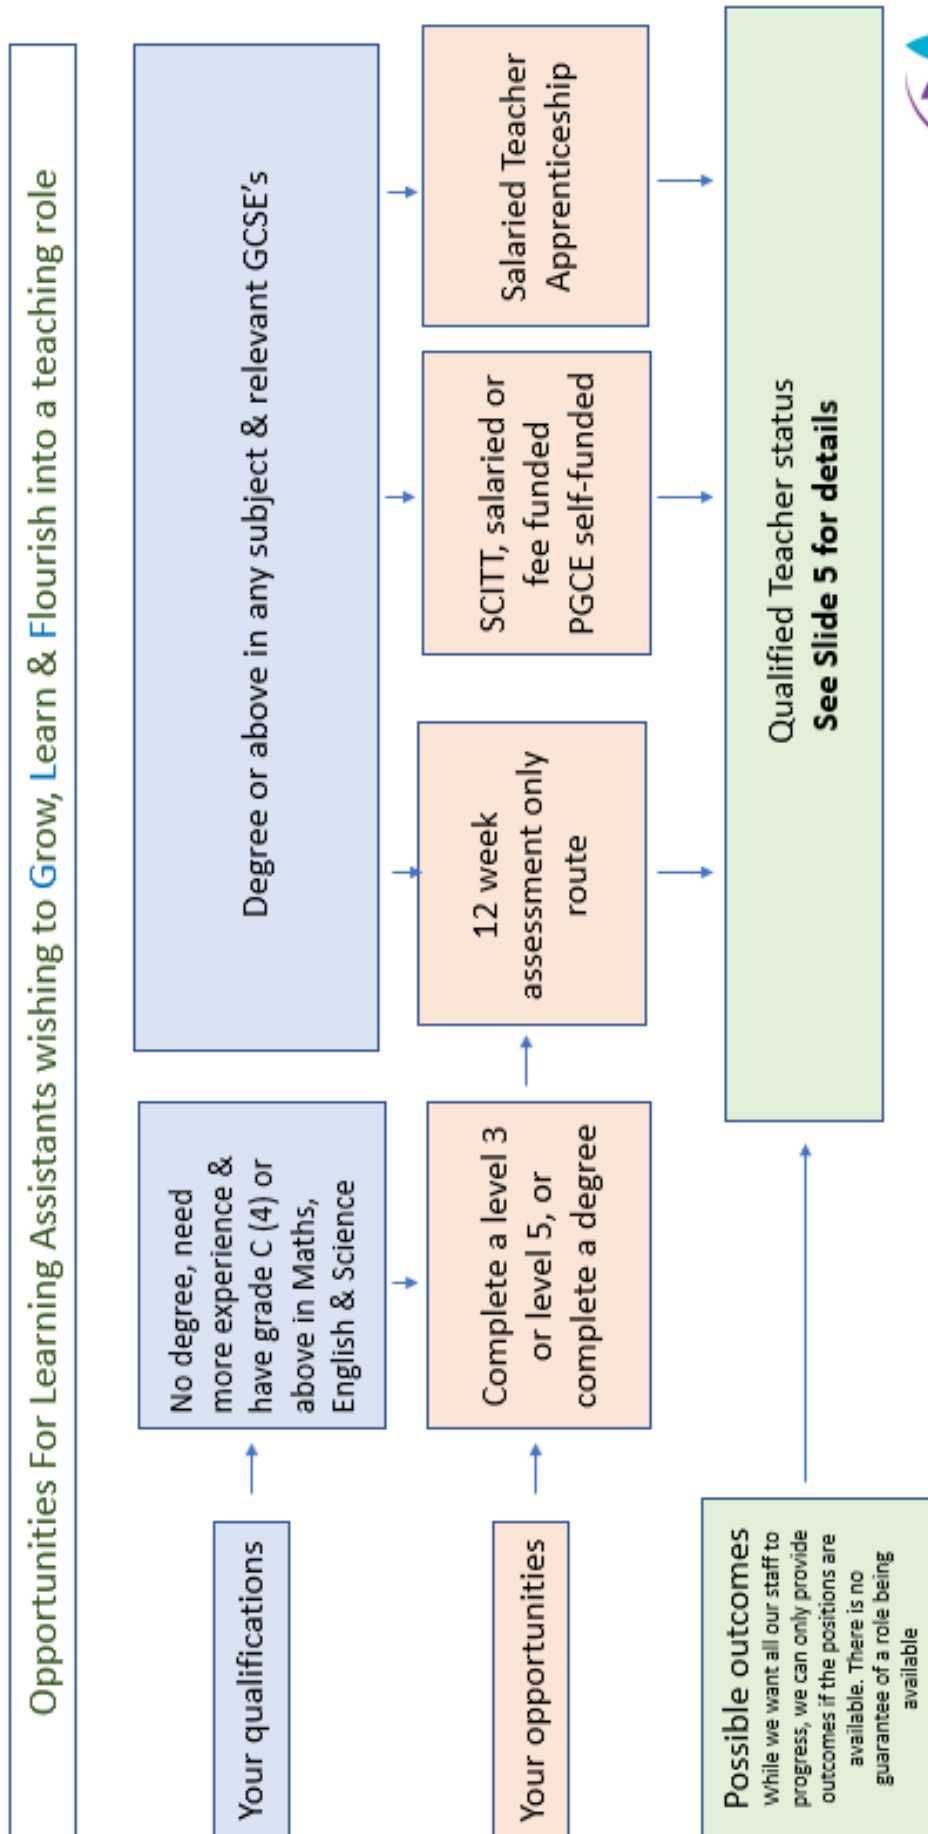 Opportunities For Learning Assistants wishing to Grow, Learn & Flourish into a teaching role
Your qualifications
No degree, need
more experience &
have grade C (4) or
above in Maths,
English & Science
Degree or above in any subject & relevant GCSE's
Your opportunities
Complete a level 3
or level 5, or
complete a degree
12 week
assessment only
route
SCITT, salaried or
fee funded
PGCE self-funded
Salaried Teacher
Apprenticeship
Possible outcomes
While we want all our staff to
progress, we can only provide
outcomes if the positions are
available. There is no
guarantee of a role being
available
Qualified Teacher status
See Slide 5 for details